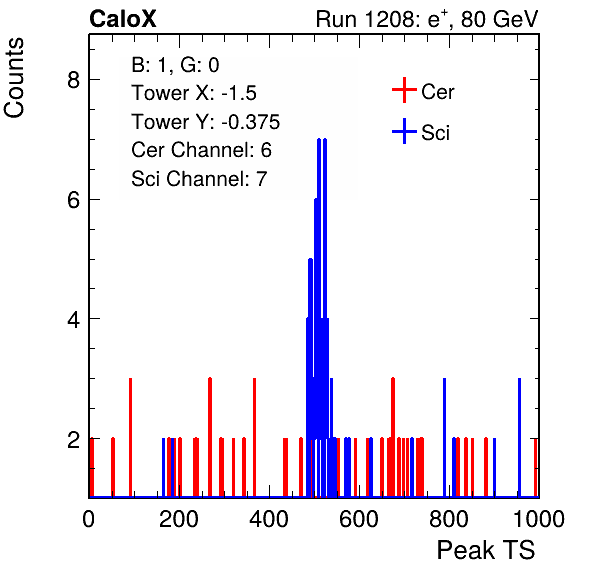 CaloX Run 1208: e⁺, 80 GeV
Counts
B: 1, G: 0
Tower X: -1.5
Tower Y: -0.375
Cer Channel: 6
Sci Channel: 7
Cer
Sci
8
6
4
2
0 200 400 600 800 1000
Peak TS